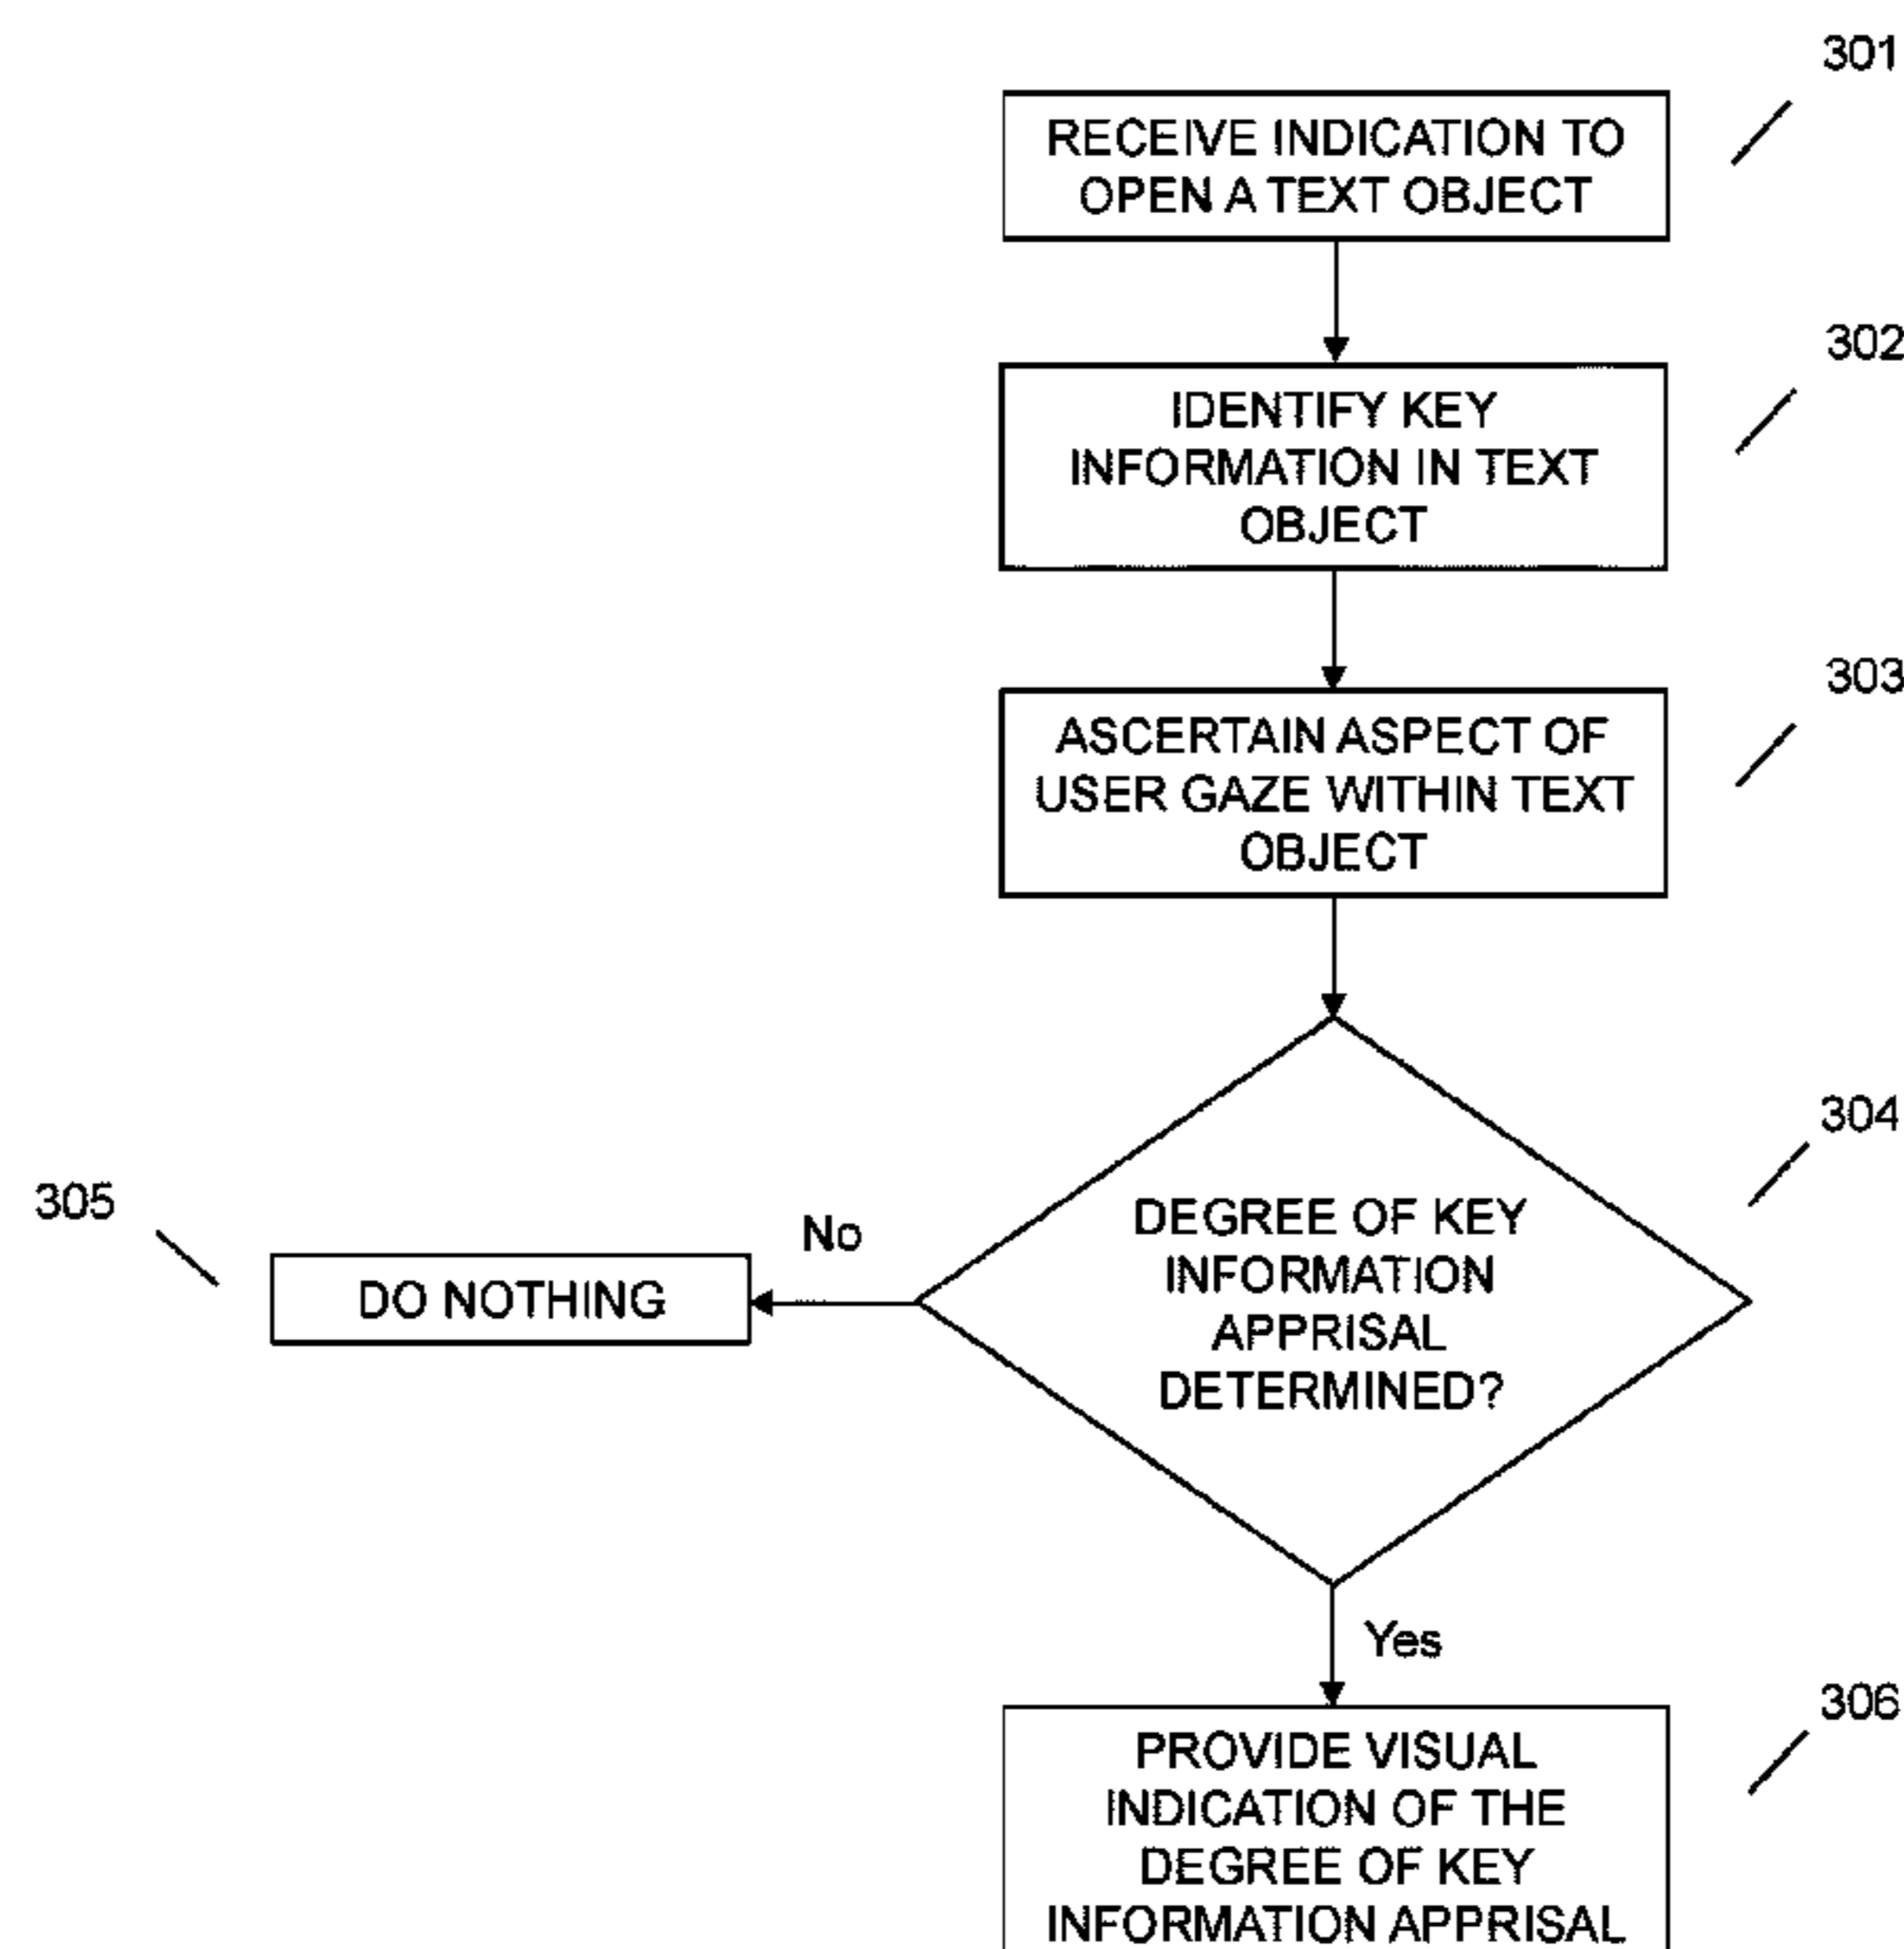 301
RECEIVE INDICATION TO
OPEN A TEXT OBJECT
302
IDENTIFY KEY
INFORMATION IN TEXT
OBJECT
303
ASCERTAIN ASPECT OF
USER GAZE WITHIN TEXT
OBJECT
304
DEGREE OF KEY
INFORMATION
APPRISAL
DETERMINED?
305
No
DO NOTHING
Yes
306
PROVIDE VISUAL
INDICATION OF THE
DEGREE OF KEY
INFORMATION APPRISAL